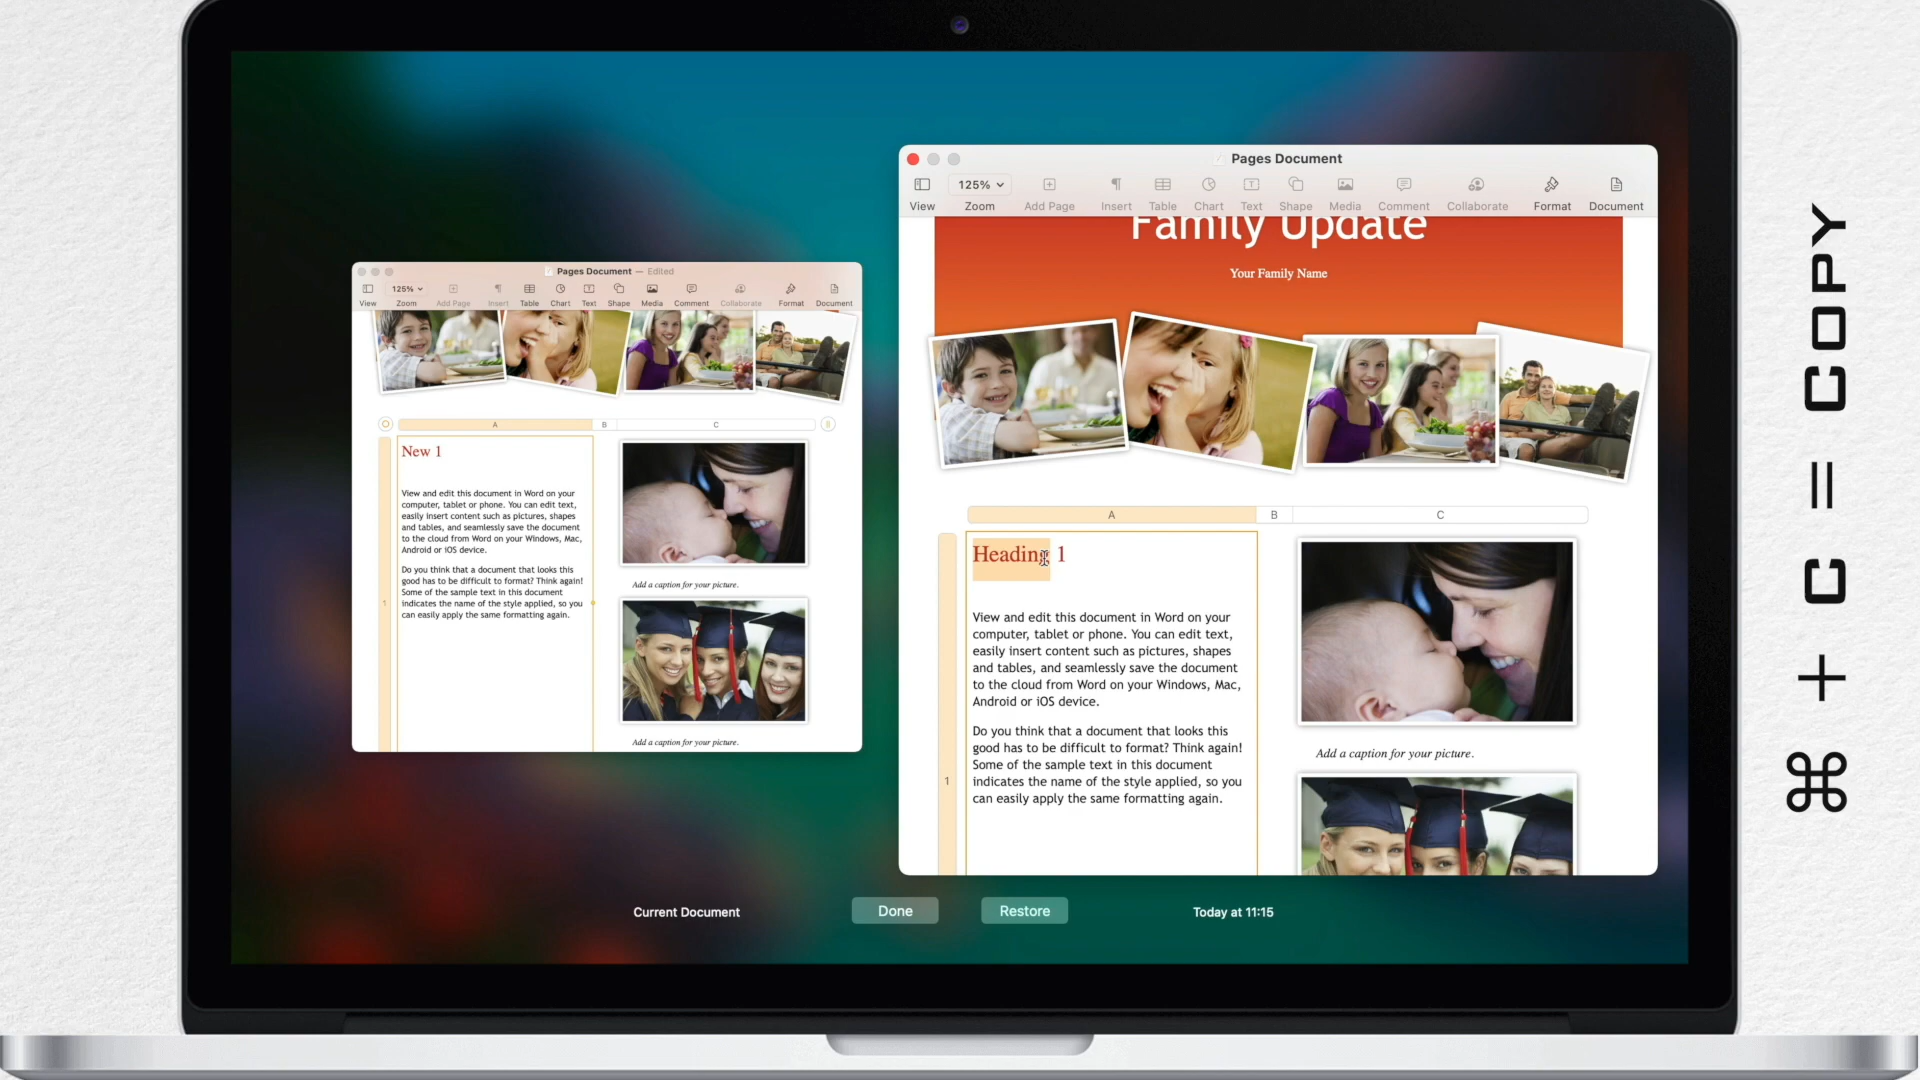 Pages Document — Edited
125%
View Zoom Add Page Insert Table Chart Text Shape Media Comment Collaborate Format Document
A B C
New 1
View and edit this document in Word on your
computer, tablet or phone. You can edit text,
easily insert content such as pictures, shapes
and tables, and seamlessly save the document
to the cloud from Word on your Windows, Mac,
Android or iOS device.
Do you think that a document that looks this
good has to be difficult to format? Think again!
Some of the sample text in this document
indicates the name of the style applied, so you
can easily apply the same formatting again.
1
Add a caption for your picture.
Add a caption for your picture.
Pages Document
125%
View Zoom Add Page Insert Table Chart Text Shape Media Comment Collaborate Format Document
Family Update
Your Family Name
A B C
Heading 1
View and edit this document in Word on your
computer, tablet or phone. You can edit text,
easily insert content such as pictures, shapes
and tables, and seamlessly save the document
to the cloud from Word on your Windows, Mac,
Android or iOS device.
Do you think that a document that looks this
good has to be difficult to format? Think again!
Some of the sample text in this document
indicates the name of the style applied, so you
can easily apply the same formatting again.
1
Add a caption for your picture.
Current Document
Done
Restore
Today at 11:15
⌘ + C = COPY